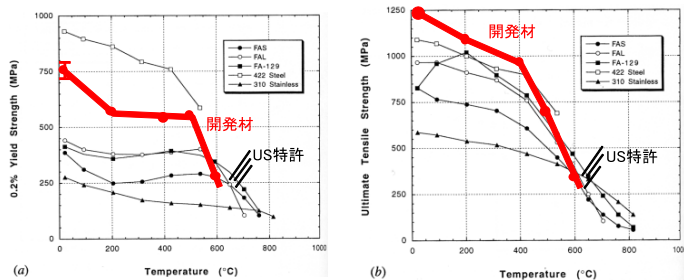 1000
750
500
250
0
0.2% Yield Strength (MPa)
FAS
FAL
FA-129
422 Steel
310 Stainless
開発材
US特許
0 200 400 600 800 1000
(a)
Temperature (°C)
1250
1000
750
500
250
0
Ultimate Tensile Strength (MPa)
開発材
FAS
FAL
FA-129
422 Steel
310 Stainless
US特許
0 200 400 600 800 1000
(b)
Temperature (°C)